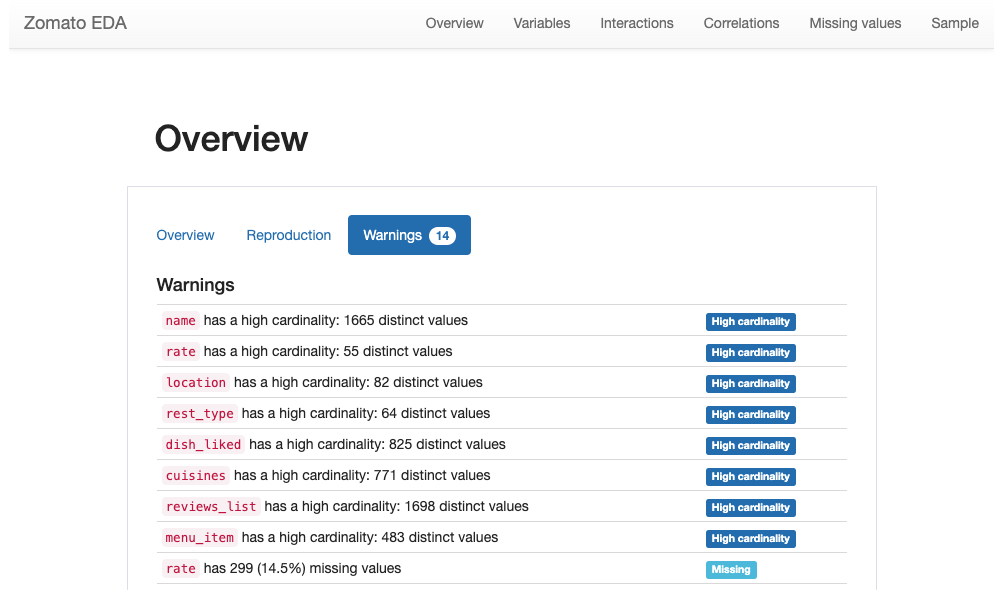 Zomato EDA Overview Variables Interactions Correlations Missing values Sample
Overview
Overview Reproduction Warnings 14
Warnings
name has a high cardinality: 1665 distinct values High cardinality
rate has a high cardinality: 55 distinct values High cardinality
location has a high cardinality: 82 distinct values High cardinality
rest_type has a high cardinality: 64 distinct values High cardinality
dish_liked has a high cardinality: 825 distinct values High cardinality
cuisines has a high cardinality: 771 distinct values High cardinality
reviews_list has a high cardinality: 1698 distinct values High cardinality
menu_item has a high cardinality: 483 distinct values High cardinality
rate has 299 (14.5%) missing values Missing